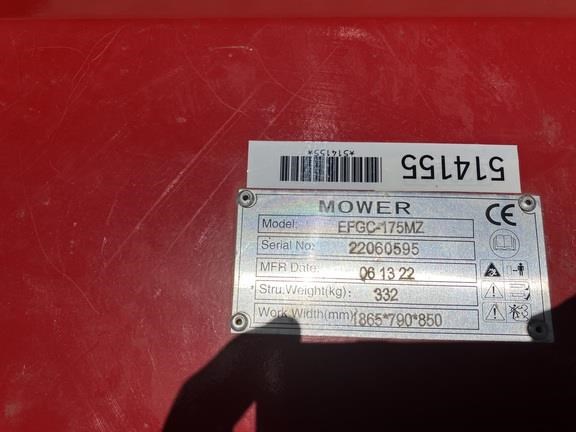 514155
*514155*
MOWER
CE
Model: EFGC-175MZ
Serial No: 22060595
MFR Date: 06 13 22
Stru.Weight(kg): 332
Work Width(mm) 1865*790*850